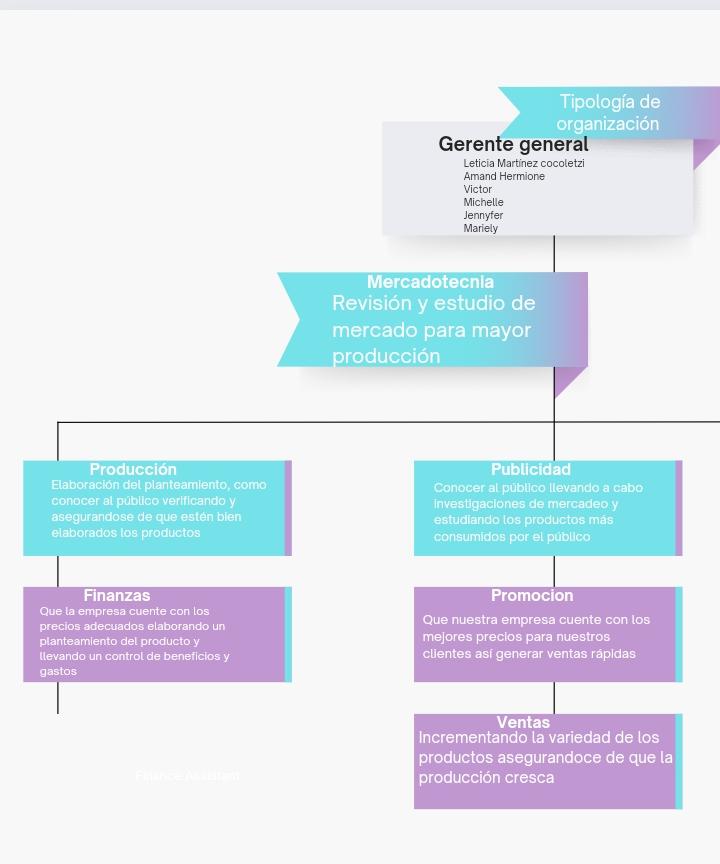 Tipología de
organización
Gerente general
Leticia Martínez cocoletzi
Amand Hermione
Victor
Michelle
Jennyfer
Mariely
Mercadotecnia
Revisión y estudio de
mercado para mayor
producción
Producción
Elaboración del planteamiento, como
conocer al público verificando y
asegurandose de que estén bien
elaborados los productos
Publicidad
Conocer al público llevando a cabo
investigaciones de mercadeo y
estudiando los productos más
consumidos por el público
Finanzas
Que la empresa cuente con los
precios adecuados elaborando un
planteamiento del producto y
llevando un control de beneficios y
gastos
Promocion
Que nuestra empresa cuente con los
mejores precios para nuestros
clientes así generar ventas rápidas
Ventas
Incrementando la variedad de los
productos asegurandoce de que la
producción cresca
Finance Assistant